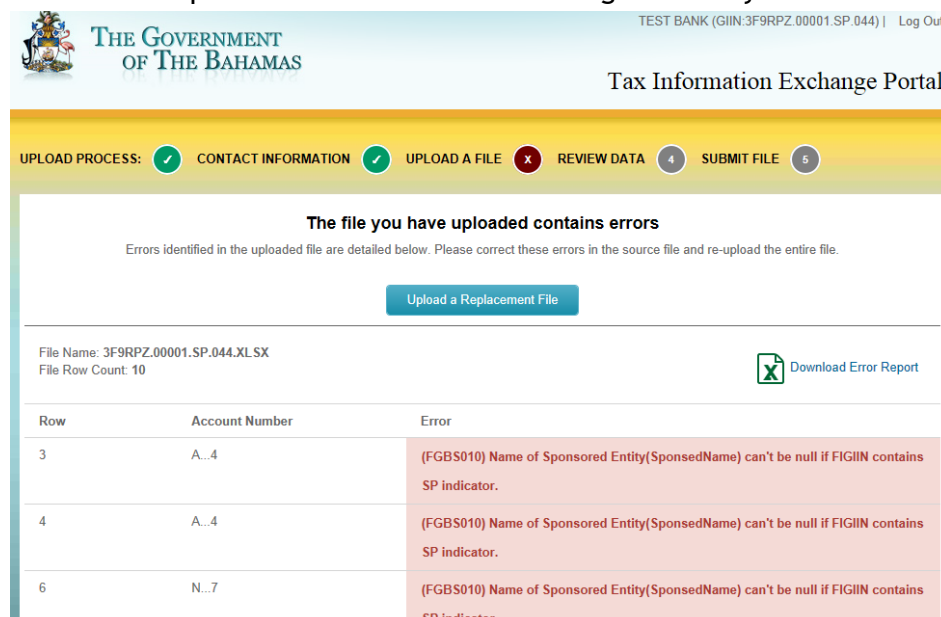 TEST BANK (GIIN:3F9RPZ.00001.SP.044) | Log Out
THE GOVERNMENT
OF THE BAHAMAS
Tax Information Exchange Portal
UPLOAD PROCESS: ✓ CONTACT INFORMATION ✓ UPLOAD A FILE X REVIEW DATA 4 SUBMIT FILE 5
The file you have uploaded contains errors
Errors identified in the uploaded file are detailed below. Please correct these errors in the source file and re-upload the entire file.
Upload a Replacement File
File Name: 3F9RPZ.00001.SP.044.XLSX
File Row Count: 10
Download Error Report
Row Account Number Error
3 A...4 (FGBS010) Name of Sponsored Entity(SponsedName) can't be null if FIGIIN contains
SP indicator.
4 A...4 (FGBS010) Name of Sponsored Entity(SponsedName) can't be null if FIGIIN contains
SP indicator.
6 N...7 (FGBS010) Name of Sponsored Entity(SponsedName) can't be null if FIGIIN contains
SP indicator.